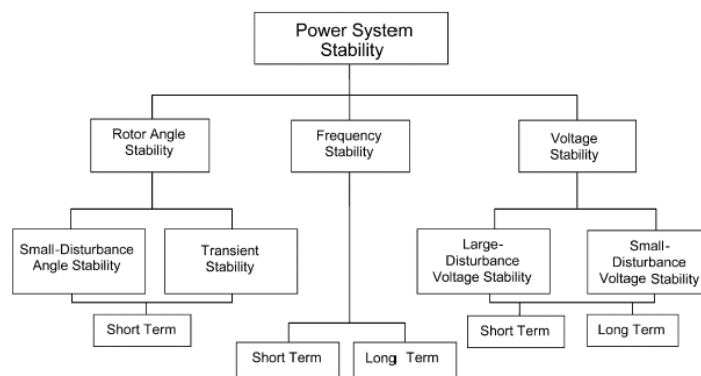 Power System
Stability
Rotor Angle
Stability
Frequency
Stability
Voltage
Stability
Small-Disturbance
Angle Stability
Transient
Stability
Large-
Disturbance
Voltage Stability
Small-
Disturbance
Voltage Stability
Short Term
Short Term
Long Term
Short Term
Long Term